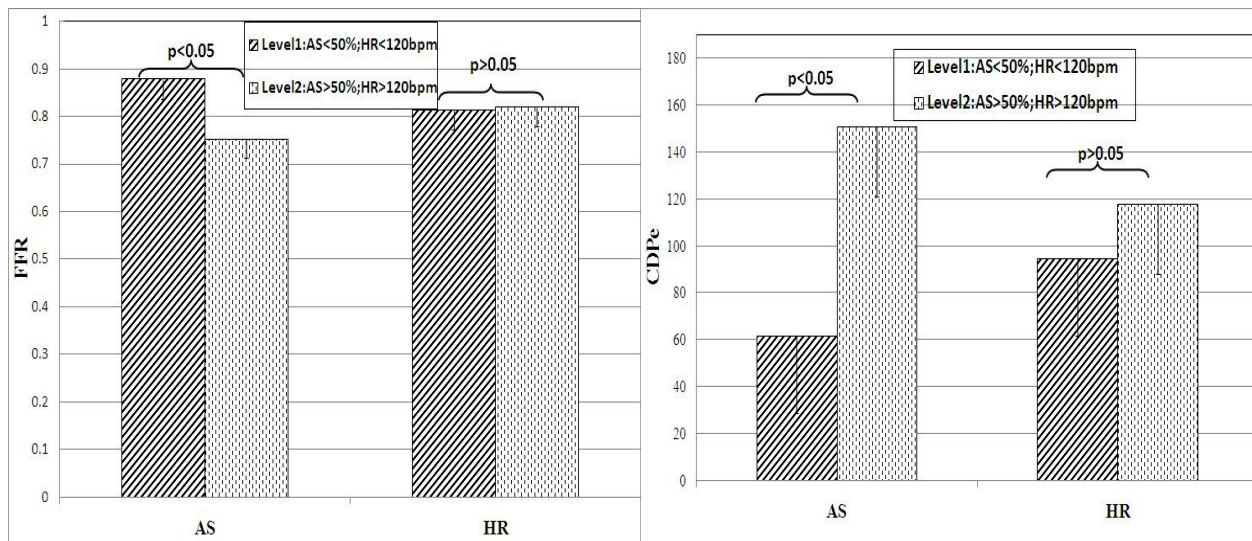 1
0.9
0.8
0.7
0.6
0.5
0.4
0.3
0.2
0.1
0
FFR
p<0.05
Level1:AS<50%;HR<120bpm
Level2:AS>50%;HR>120bpm
p>0.05
AS
HR
180
160
140
120
100
80
60
40
20
0
CDPe
p<0.05
Level1:AS<50%;HR<120bpm
Level2:AS>50%;HR>120bpm
p>0.05
AS
HR